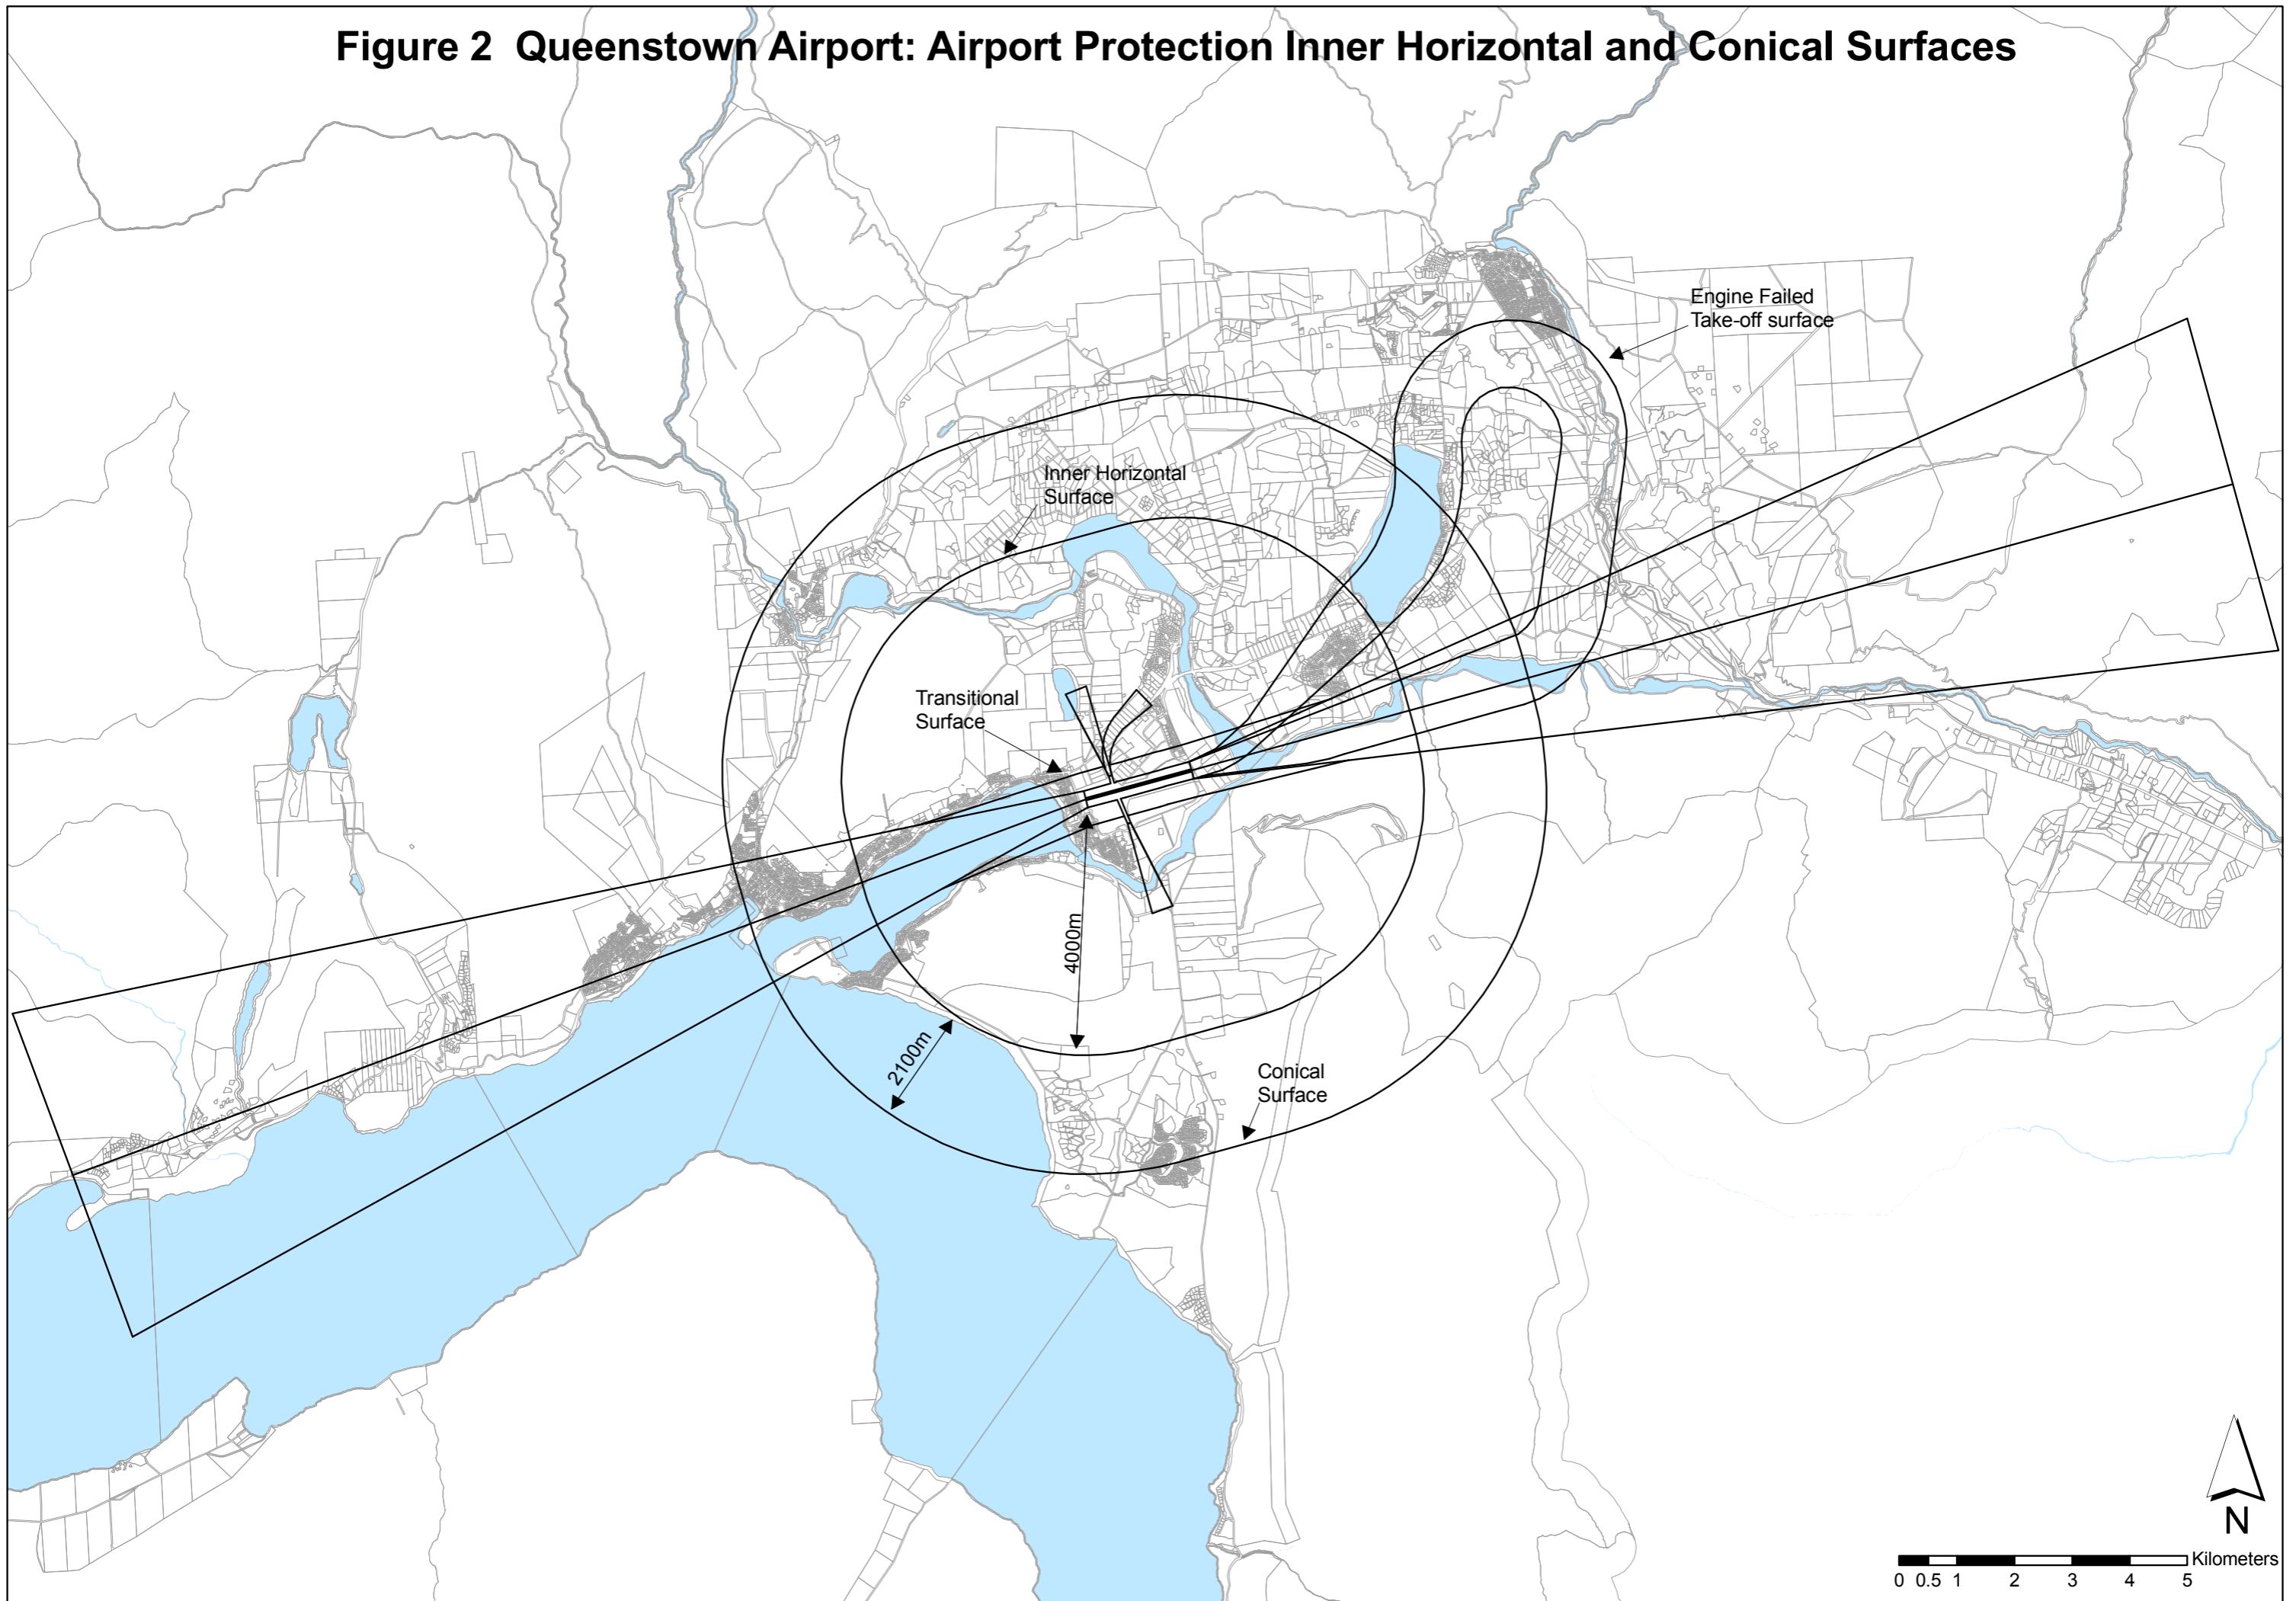 Figure 2 Queenstown Airport: Airport Protection Inner Horizontal and Conical Surfaces
Engine Failed
Take-off surface
Inner Horizontal
Surface
Transitional
Surface
4000m
2100m
Conical
Surface
N
Kilometers
0 0.5 1 2 3 4 5